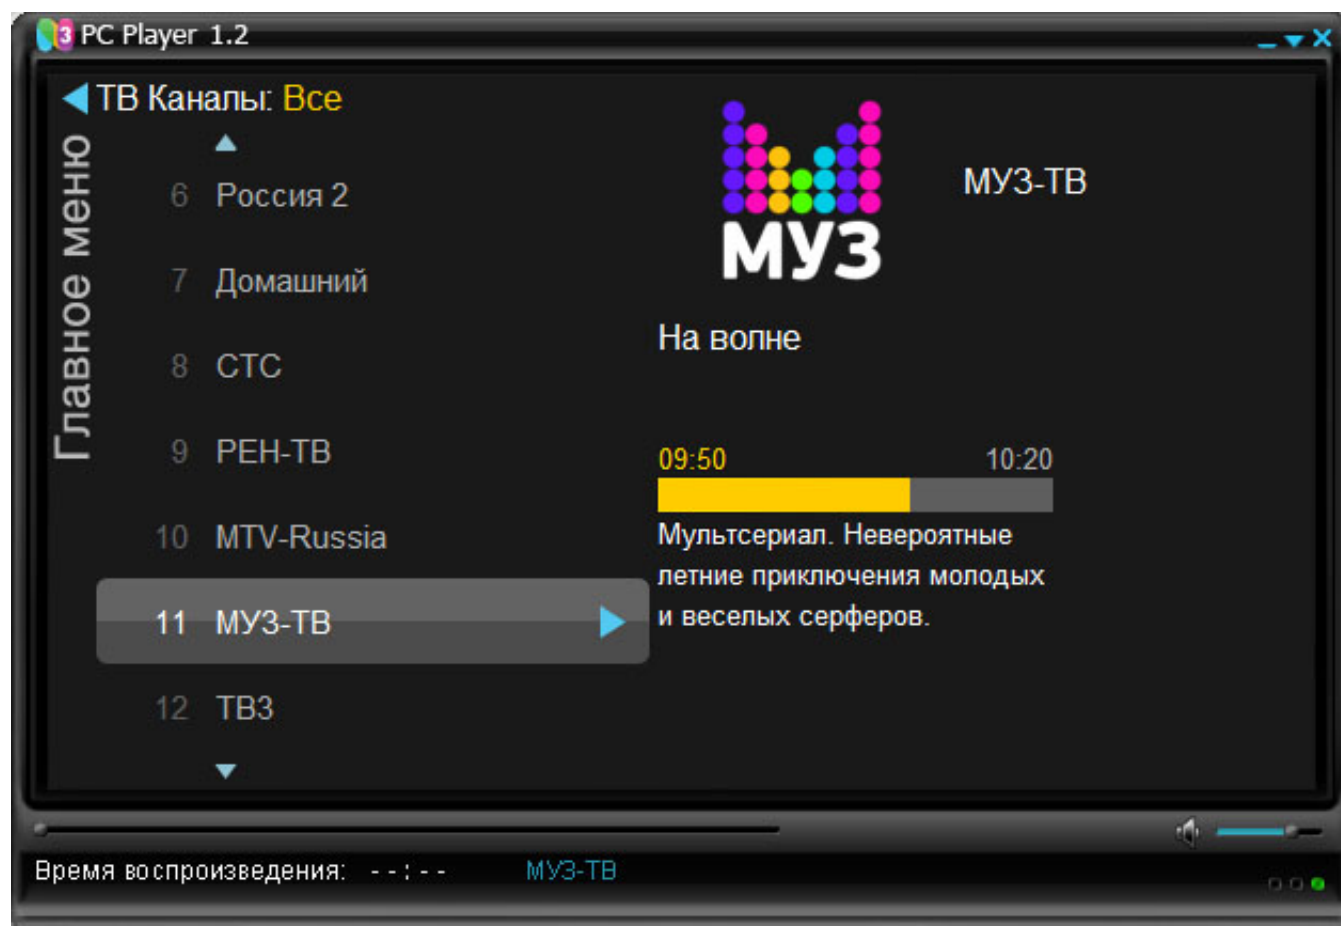 3 PC Player 1.2
ТВ Каналы: Все
Главное меню
6 Россия 2
7 Домашний
8 СТС
9 РЕН-ТВ
10 MTV-Russia
11 МУЗ-ТВ
12 ТВ3
МУЗ
МУЗ-ТВ
На волне
09:50 10:20
Мультсериал. Невероятные
летние приключения молодых
и веселых серферов.
Время воспроизведения: --:-- МУЗ-ТВ